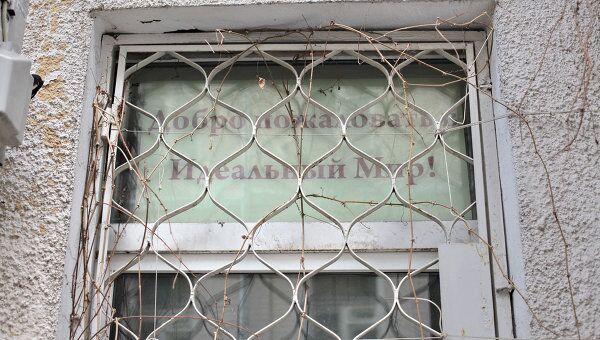 Добро пожаловать в
Идеальный Мир!